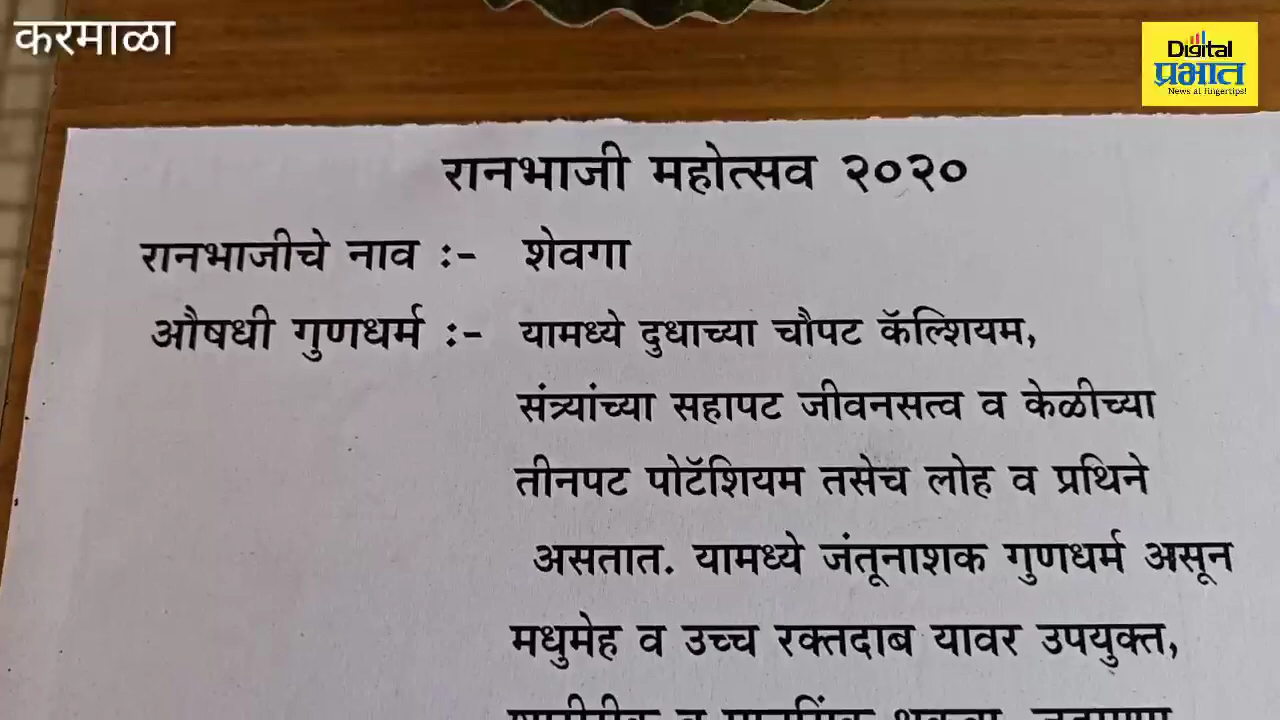 करमाळा
Digital
प्रभात
News at fingertips!
रानभाजी महोत्सव २०२०
रानभाजीचे नाव :- शेवगा
औषधी गुणधर्म :- यामध्ये दुधाच्या चौपट कॅल्शियम,
संत्र्यांच्या सहापट जीवनसत्व व केळीच्या
तीनपट पोटॅशियम तसेच लोह व प्रथिने
असतात. यामध्ये जंतूनाशक गुणधर्म असून
मधुमेह व उच्च रक्तदाब यावर उपयुक्त,